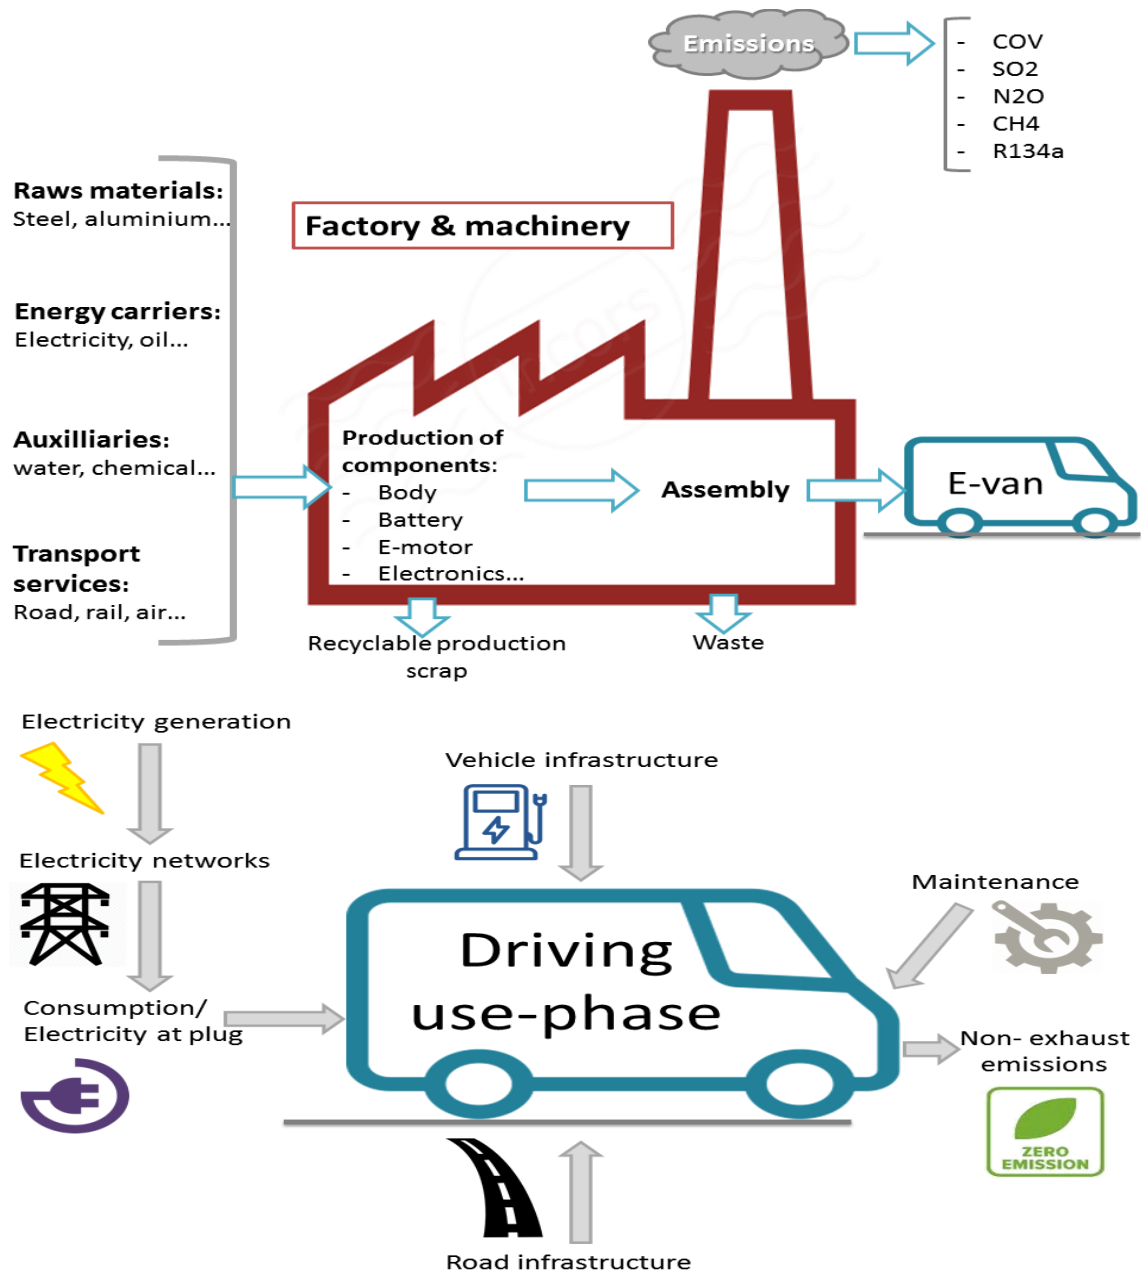 Emissions
- COV
- SO2
- N2O
- CH4
- R134a
Raws materials:
Steel, aluminium...
Energy carriers:
Electricity, oil...
Auxilliaries:
water, chemical...
Transport
services:
Road, rail, air...
Factory & machinery
Production of
components:
- Body
- Battery
- E-motor
- Electronics...
Assembly
E-van
Recyclable production
scrap
Waste
Electricity generation
Electricity networks
Consumption/
Electricity at plug
Vehicle infrastructure
Driving
use-phase
Maintenance
Non- exhaust
emissions
ZERO
EMISSION
Road infrastructure